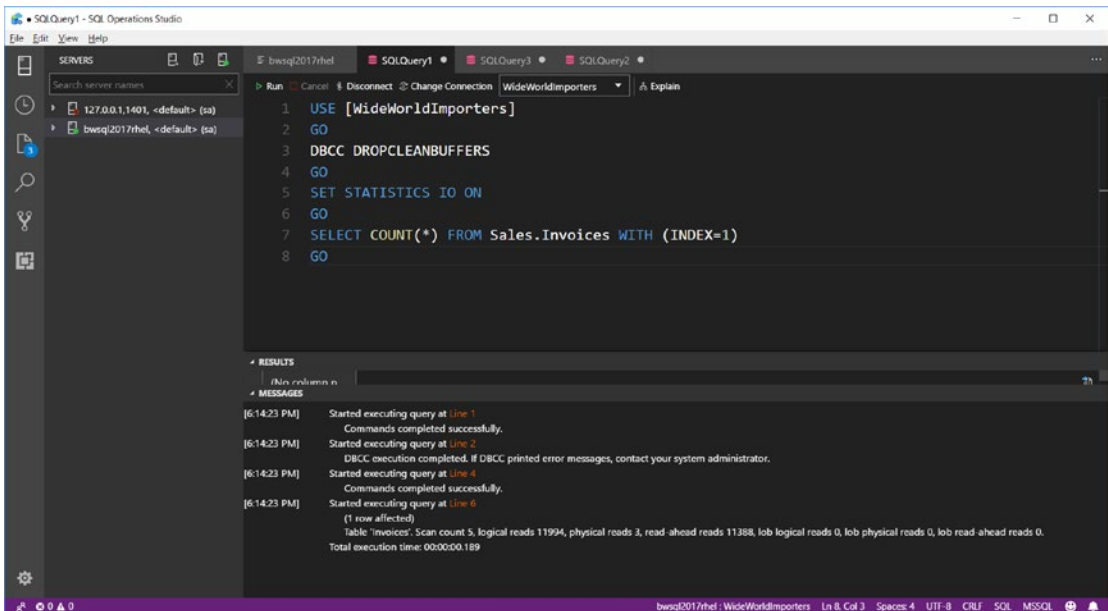 ● SQLQuery1 - SQL Operations Studio
File Edit View Help
SERVERS
Search server names
127.0.0.1,1401, <default> (sa)
bwsql2017rhel, <default> (sa)
3
bwsql2017rhel SQLQuery1 ● SQLQuery3 ● SQLQuery2 ●
Run Cancel Disconnect Change Connection WideWorldImporters Explain
1 USE [WideWorldImporters]
2 GO
3 DBCC DROPCLEANBUFFERS
4 GO
5 SET STATISTICS IO ON
6 GO
7 SELECT COUNT(*) FROM Sales.Invoices WITH (INDEX=1)
8 GO
RESULTS
(No column n
MESSAGES
[6:14:23 PM] Started executing query at Line 1
Commands completed successfully.
[6:14:23 PM] Started executing query at Line 2
DBCC execution completed. If DBCC printed error messages, contact your system administrator.
[6:14:23 PM] Started executing query at Line 4
Commands completed successfully.
[6:14:23 PM] Started executing query at Line 6
(1 row affected)
Table 'Invoices'. Scan count 5, logical reads 11994, physical reads 3, read-ahead reads 11388, lob logical reads 0, lob physical reads 0, lob read-ahead reads 0.
Total execution time: 00:00:00.189
0 0 bwsql2017rhel : WideWorldImporters Ln 8, Col 3 Spaces: 4 UTF-8 CRLF SQL MSSQL